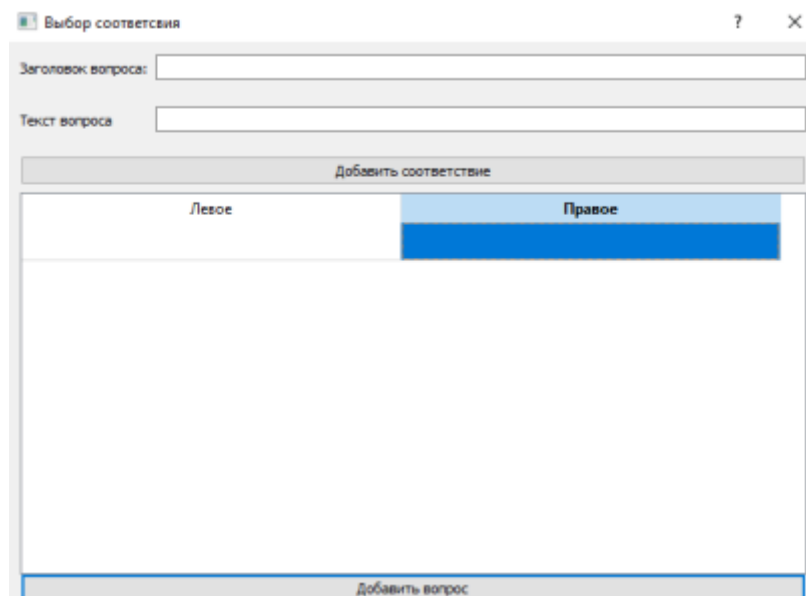 Выбор соответсвия ?
Заголовок вопроса:
Текст вопроса
Добавить соответствие
Левое Правое
Добавить вопрос